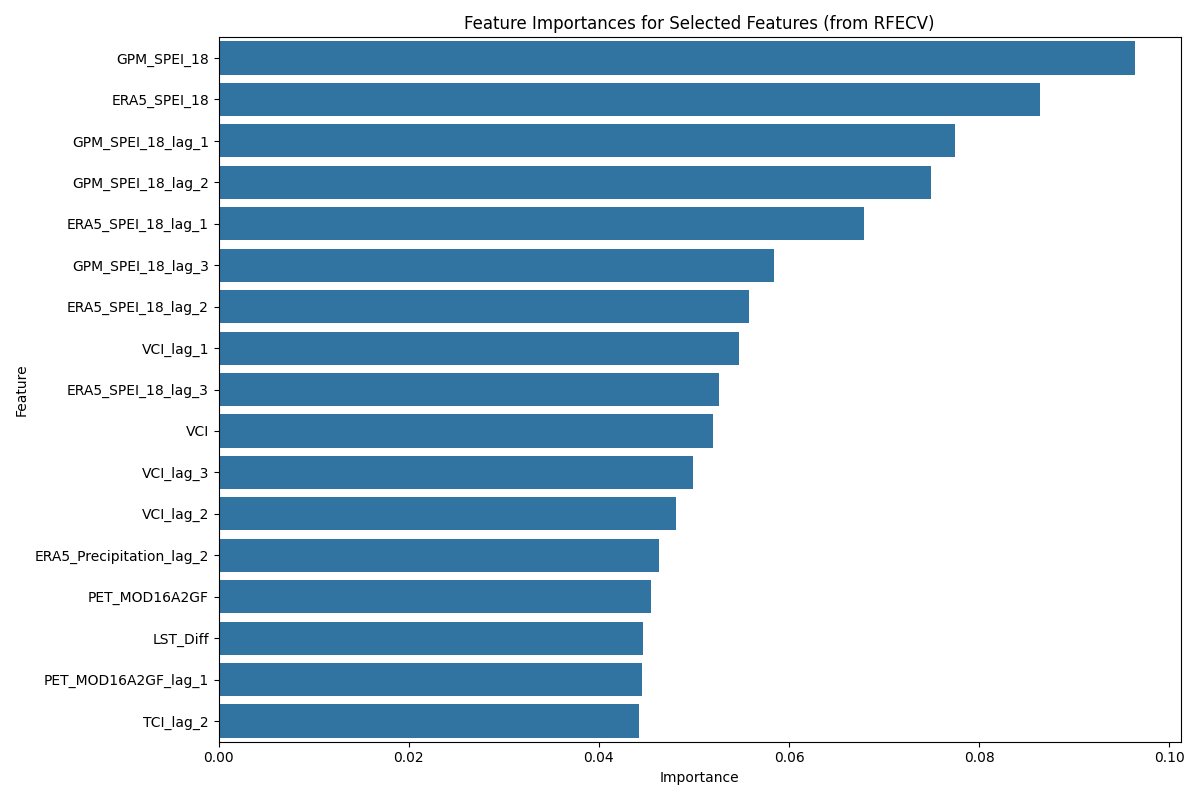 Feature Importances for Selected Features (from RFECV)
GPM_SPEI_18
ERA5_SPEI_18
GPM_SPEI_18_lag_1
GPM_SPEI_18_lag_2
ERA5_SPEI_18_lag_1
GPM_SPEI_18_lag_3
ERA5_SPEI_18_lag_2
VCI_lag_1
ERA5_SPEI_18_lag_3
VCI
VCI_lag_3
VCI_lag_2
ERA5_Precipitation_lag_2
PET_MOD16A2GF
LST_Diff
PET_MOD16A2GF_lag_1
TCI_lag_2
Feature
0.00 0.02 0.04 0.06 0.08 0.10
Importance